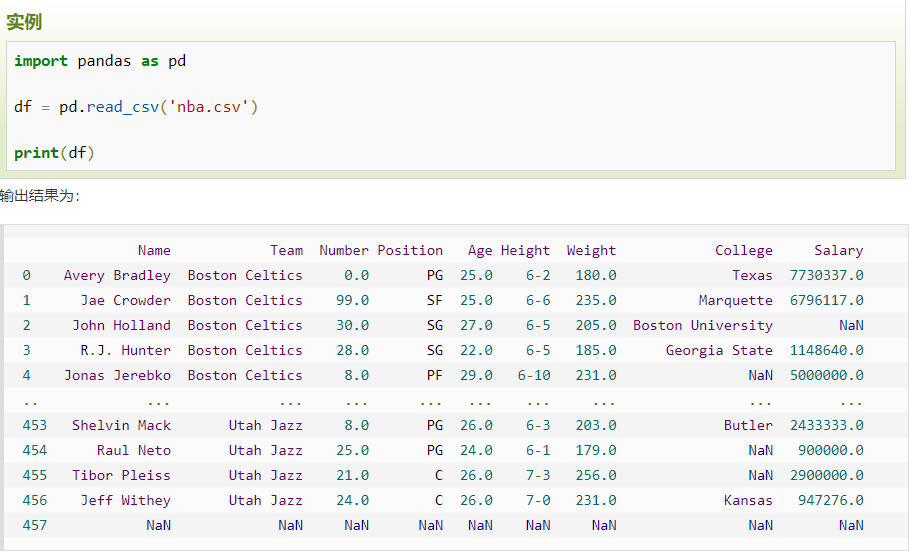 实例
import pandas as pd
df = pd.read_csv('nba.csv')
print(df)
输出结果为:
Name Team Number Position Age Height Weight College Salary
0 Avery Bradley Boston Celtics 0.0 PG 25.0 6-2 180.0 Texas 7730337.0
1 Jae Crowder Boston Celtics 99.0 SF 25.0 6-6 235.0 Marquette 6796117.0
2 John Holland Boston Celtics 30.0 SG 27.0 6-5 205.0 Boston University NaN
3 R.J. Hunter Boston Celtics 28.0 SG 22.0 6-5 185.0 Georgia State 1148640.0
4 Jonas Jerebko Boston Celtics 8.0 PF 29.0 6-10 231.0 NaN 5000000.0
.. ... ... ... ... ... ... ... ... ...
453 Shelvin Mack Utah Jazz 8.0 PG 26.0 6-3 203.0 Butler 2433333.0
454 Raul Neto Utah Jazz 25.0 PG 24.0 6-1 179.0 NaN 900000.0
455 Tibor Pleiss Utah Jazz 21.0 C 26.0 7-3 256.0 NaN 2900000.0
456 Jeff Withey Utah Jazz 24.0 C 26.0 7-0 231.0 Kansas 947276.0
457 NaN NaN NaN NaN NaN NaN NaN NaN NaN